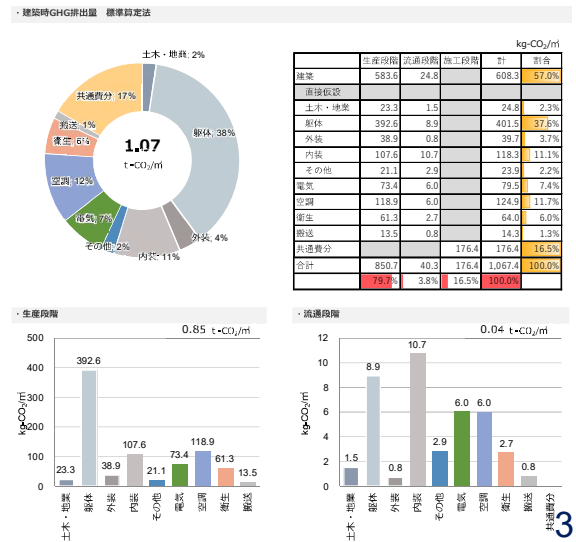 ・建築時GHG排出量　標準算定法
土木・地業; 2%
躯体; 38%
外装; 4%
内装; 11%
その他; 2%
電気; 7%
空調; 12%
衛生; 6%
搬送; 1%
共通費分; 17%
1.07
t-CO₂/㎡
kg-CO₂/㎡
生産段階 流通段階 施工段階 計 割合
建築 583.6 24.8 608.3 57.0%
直接仮設
土木・地業 23.3 1.5 24.8 2.3%
躯体 392.6 8.9 401.5 37.6%
外装 38.9 0.8 39.7 3.7%
内装 107.6 10.7 118.3 11.1%
その他 21.1 2.9 23.9 2.2%
電気 73.4 6.0 79.5 7.4%
空調 118.9 6.0 124.9 11.7%
衛生 61.3 2.7 64.0 6.0%
搬送 13.5 0.8 14.3 1.3%
共通費分 176.4 176.4 16.5%
合計 850.7 40.3 176.4 1,067.4 100.0%
79.7% 3.8% 16.5% 100.0%
・生産段階
0.85 t-CO₂/㎡
kg-CO₂/㎡
500
400
300
200
100
0
23.3
392.6
38.9
107.6
21.1
73.4
118.9
61.3
13.5
土木・地業
躯体
外装
内装
その他
電気
空調
衛生
搬送
・流通段階
0.04 t-CO₂/㎡
kg-CO₂/㎡
12
10
8
6
4
2
0
1.5
8.9
0.8
10.7
2.9
6.0
6.0
2.7
0.8
土木・地業
躯体
外装
内装
その他
電気
空調
衛生
搬送
共通費分
3